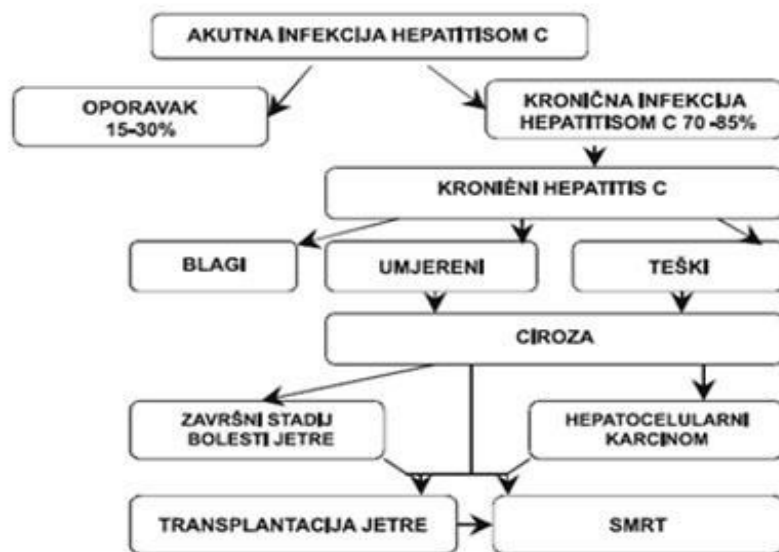 AKUTNA INFEKCIJA HEPATITISOM C
OPORAVAK
15-30%
KRONIČNA INFEKCIJA
HEPATITISOM C 70 -85%
KRONIÈNI HEPATITIS C
BLAGI
UMJERENI
TEŠKI
CIROZA
ZAVRŠNI STADIJ
BOLESTI JETRE
HEPATOCELULARNI
KARCINOM
TRANSPLANTACIJA JETRE
SMRT